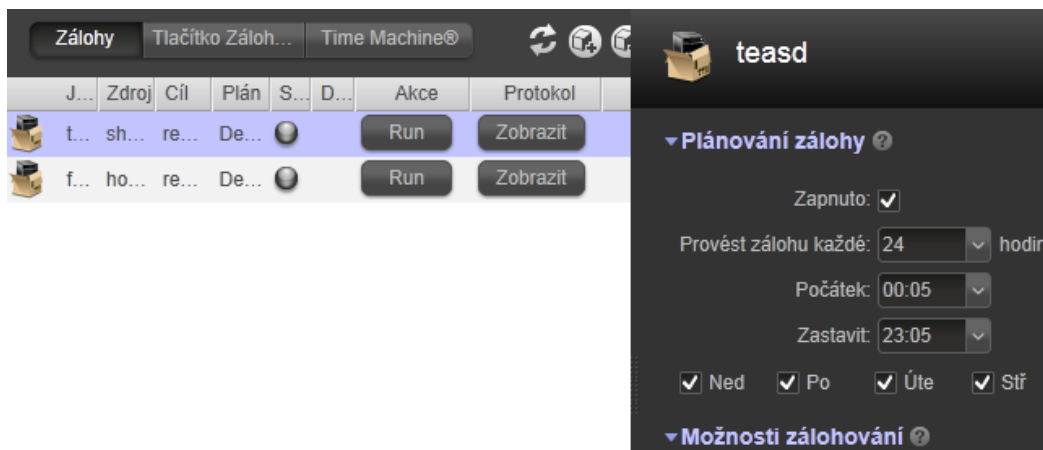 Zálohy Tlačítko Záloh... Time Machine®
J... Zdroj Cíl Plán S... D... Akce Protokol
t... sh... re... De... Run Zobrazit
f... ho... re... De... Run Zobrazit
teasd
Plánování zálohy
Zapnuto:
Provést zálohu každé: 24 hodin
Počátek: 00:05
Zastavit: 23:05
Ned Po Úte Stř
Možnosti zálohování